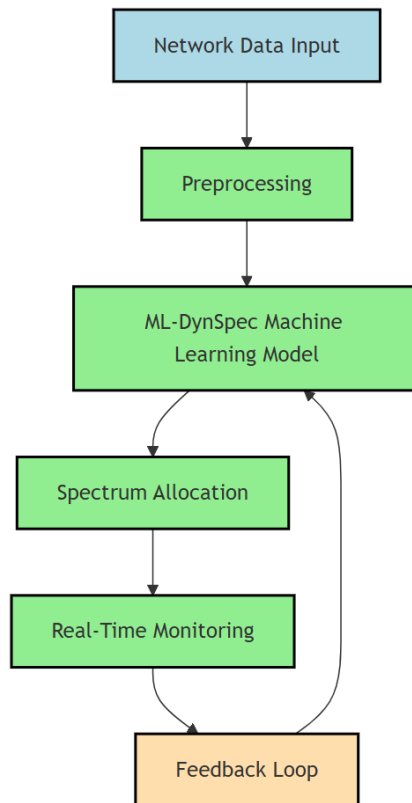 Network Data Input
Preprocessing
ML-DynSpec Machine
Learning Model
Spectrum Allocation
Real-Time Monitoring
Feedback Loop